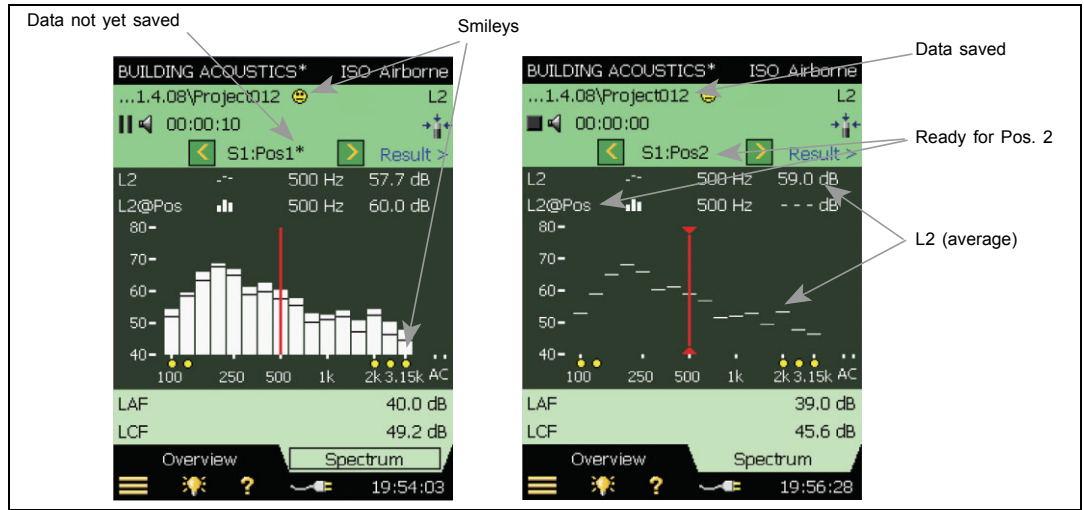 Data not yet saved
Smileys
Data saved
Ready for Pos. 2
L2 (average)
BUILDING ACOUSTICS* ISO Airborne
...1.4.08\Project012 L2
00:00:10
< S1:Pos1* > Result >
L2 500 Hz 57.7 dB
L2@Pos 500 Hz 60.0 dB
80
70
60
50
40
100 250 500 1k 2k 3.15k AC
LAF 40.0 dB
LCF 49.2 dB
Overview Spectrum
? 19:54:03
BUILDING ACOUSTICS* ISO Airborne
...1.4.08\Project012 L2
00:00:00
< S1:Pos2 > Result >
L2 500 Hz 59.0 dB
L2@Pos 500 Hz - - - dB
80
70
60
50
40
100 250 500 1k 2k 3.15k AC
LAF 39.0 dB
LCF 45.6 dB
Overview Spectrum
? 19:56:28